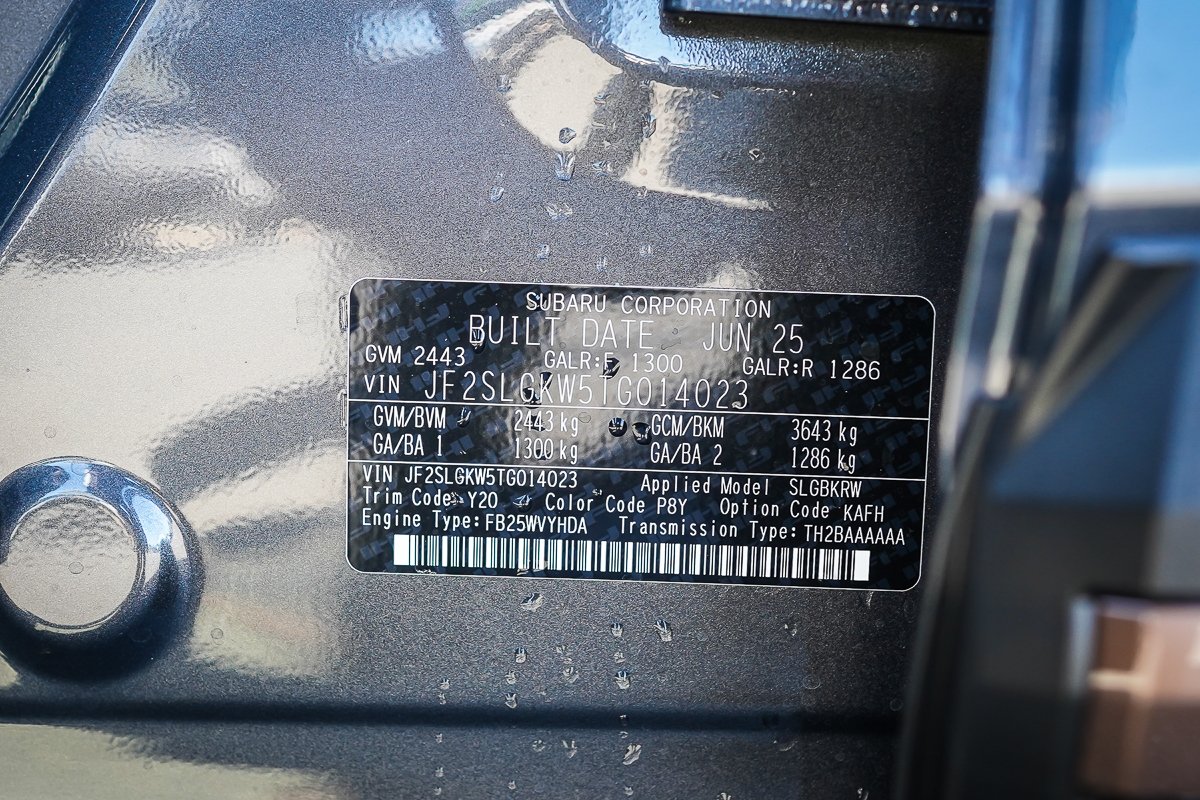 SUBARU CORPORATION
BUILT DATE JUN 25
GVM 2443 GALR:F 1300 GALR:R 1286
VIN JF2SLGKW5TG014023
GVM/BVM 2443 kg GCM/BKM 3643 kg
GA/BA 1 1300 kg GA/BA 2 1286 kg
VIN JF2SLGKW5TG014023 Applied Model SLGBKRW
Trim Code Y20 Color Code P8Y Option Code KAFH
Engine Type: FB25WVYHDA Transmission Type: TH2BAAAAAA